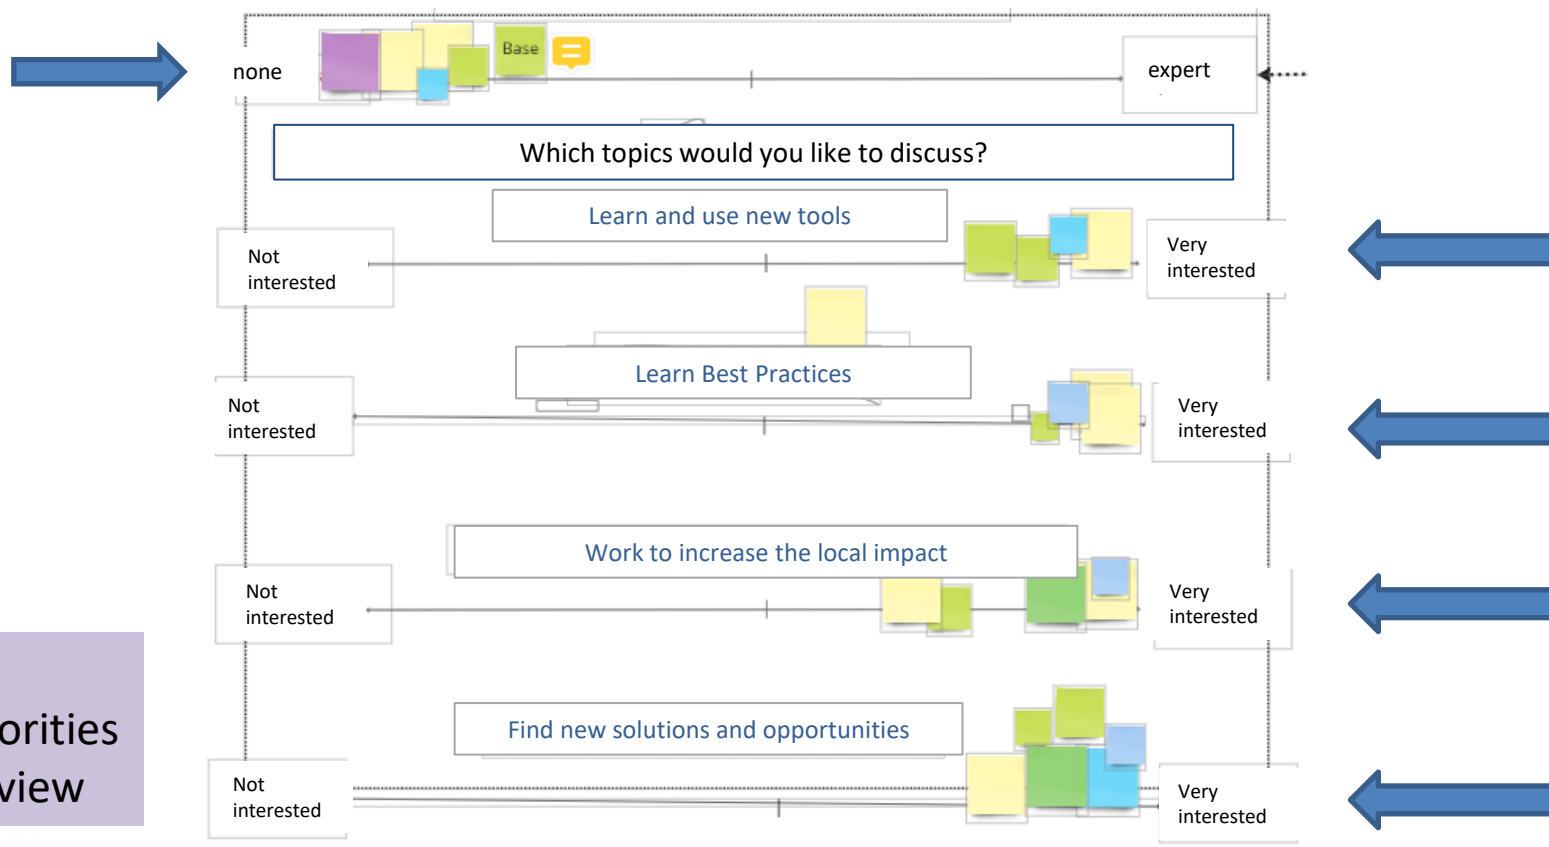 Base
none
expert
Which topics would you like to discuss?
Learn and use new tools
Not
interested
Very
interested
Learn Best Practices
Not
interested
Very
interested
Work to increase the local impact
Not
interested
Very
interested
orities
view
Find new solutions and opportunities
Not
interested
Very
interested